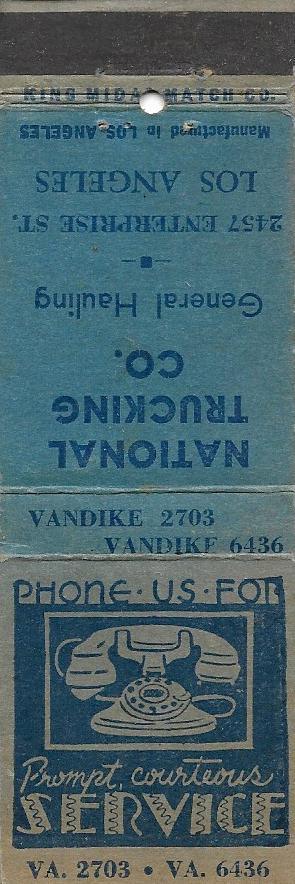 KING MIDAS MATCH CO.
Manufactured in LOS ANGELES
NATIONAL
TRUCKING
CO.
General Hauling
2457 ENTERPRISE ST.
LOS ANGELES
VANDIKE 2703
VANDIKE 6436
PHONE · US · FOR
Prompt, courteous
SERVICE
VA. 2703 • VA. 6436